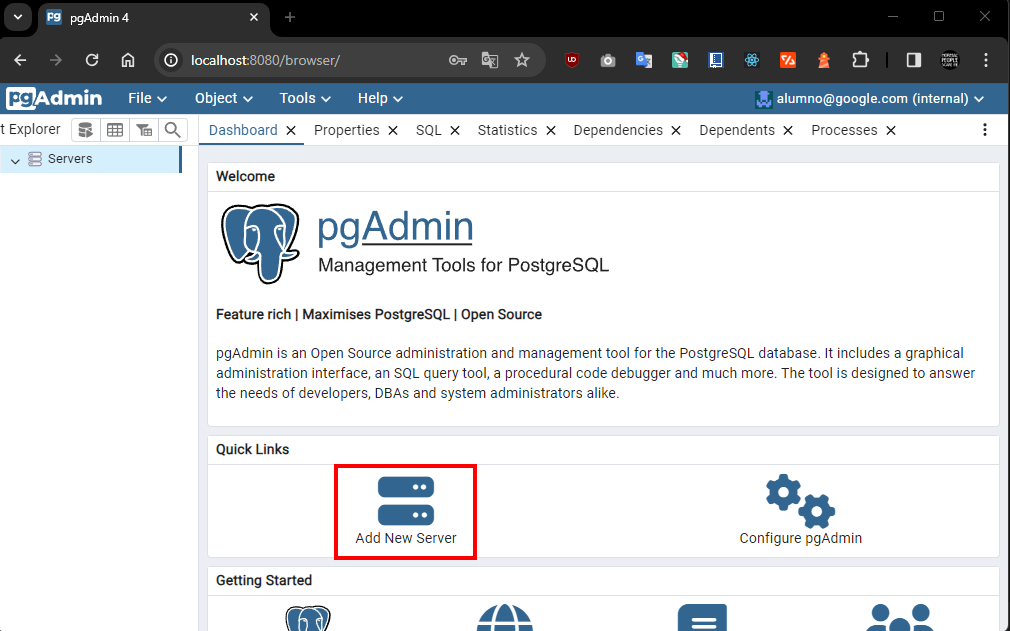 pg pgAdmin 4
localhost:8080/browser/
pgAdmin File Object Tools Help alumno@google.com (internal)
t Explorer Dashboard Properties SQL Statistics Dependencies Dependents Processes
Servers
Welcome
pgAdmin
Management Tools for PostgreSQL
Feature rich | Maximises PostgreSQL | Open Source
pgAdmin is an Open Source administration and management tool for the PostgreSQL database. It includes a graphical
administration interface, an SQL query tool, a procedural code debugger and much more. The tool is designed to answer
the needs of developers, DBAs and system administrators alike.
Quick Links
Add New Server Configure pgAdmin
Getting Started